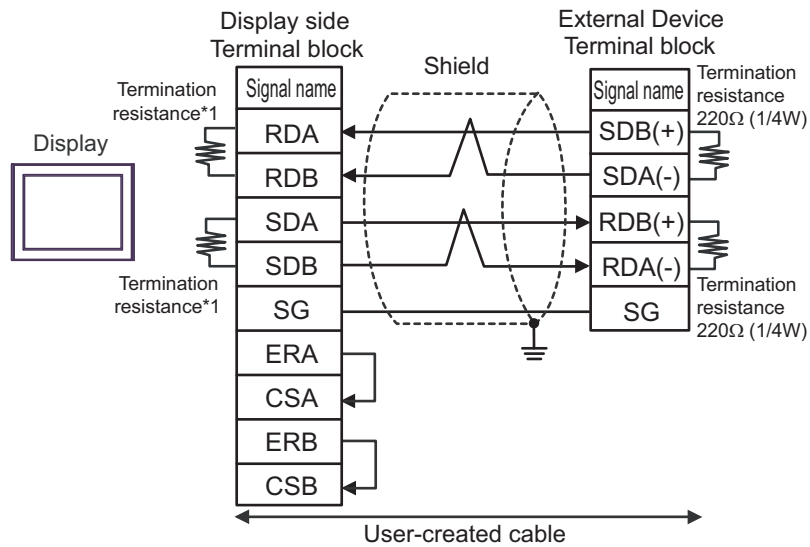 Display side
Terminal block
External Device
Terminal block
Shield
Termination
resistance*1
Signal name
Signal name
Termination
resistance
220Ω (1/4W)
Display
RDA
SDB(+)
RDB
SDA(-)
SDA
RDB(+)
SDB
RDA(-)
Termination
resistance*1
SG
SG
Termination
resistance
220Ω (1/4W)
ERA
CSA
ERB
CSB
User-created cable